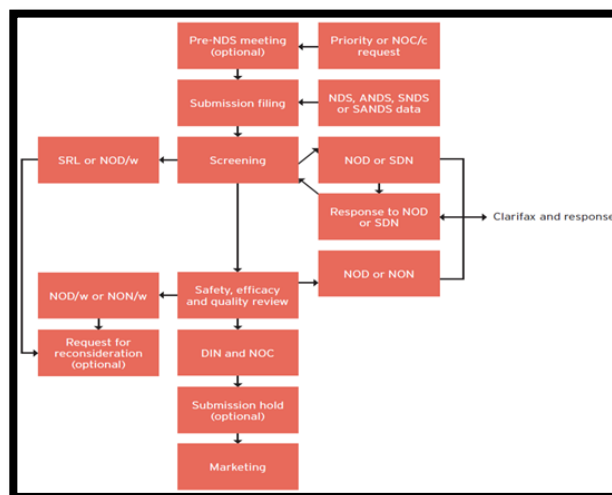 Pre-NDS meeting
(optional)
Priority or NOC/c
request
Submission filing
NDS, ANDS, SNDS
or SANDS data
SRL or NOD/w
Screening
NOD or SDN
Response to NOD
or SDN
Clarifax and response
NOD/w or NON/w
Safety, efficacy
and quality review
NOD or NON
Request for
reconsideration
(optional)
DIN and NOC
Submission hold
(optional)
Marketing